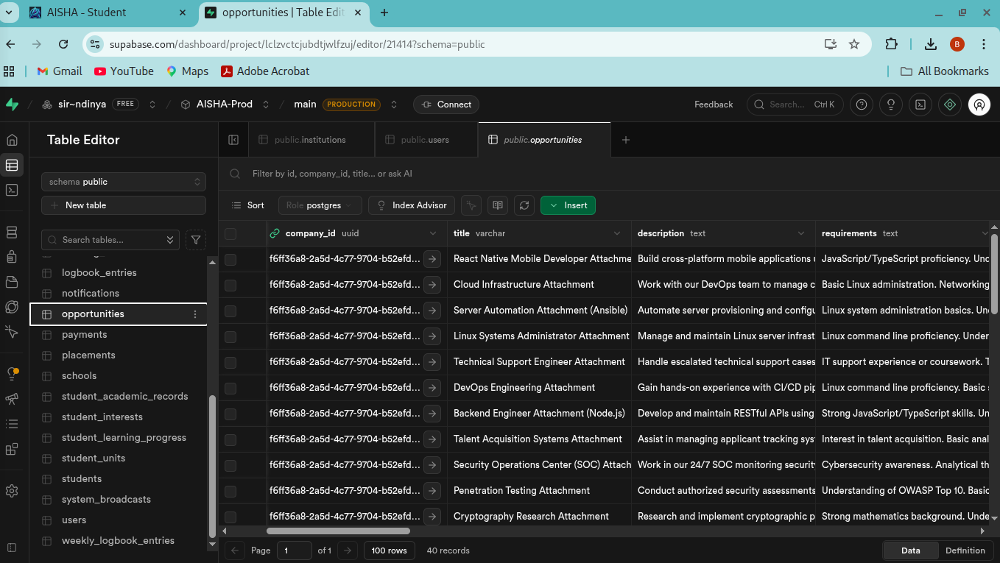 AISHA - Student
opportunities | Table Edit
supabase.com/dashboard/project/lclzvctcjubdtjwlfzuj/editor/21414?schema=public
B
Gmail
YouTube
Maps
Adobe Acrobat
All Bookmarks
sir~ndinya FREE
AISHA-Prod
main PRODUCTION
Connect
Feedback
Search... Ctrl K
Table Editor
public.institutions
public.users
public.opportunities
schema public
New table
Search tables...
logbook_entries
notifications
opportunities
payments
placements
schools
student_academic_records
student_interests
student_learning_progress
student_units
students
system_broadcasts
users
weekly_logbook_entries
Filter by id, company_id, title... or ask AI
Sort
Role postgres
Index Advisor
Insert
company_id uuid title varchar description text requirements text
f6ff36a8-2a5d-4c77-9704-b52efd... React Native Mobile Developer Attachme Build cross-platform mobile applications u JavaScript/TypeScript proficiency. Und
f6ff36a8-2a5d-4c77-9704-b52efd... Cloud Infrastructure Attachment Work with our DevOps team to manage c Basic Linux administration. Networking
f6ff36a8-2a5d-4c77-9704-b52efd... Server Automation Attachment (Ansible) Automate server provisioning and configu Linux system administration basics. Un
f6ff36a8-2a5d-4c77-9704-b52efd... Linux Systems Administrator Attachment Manage and maintain Linux server infrast Linux command line proficiency. Under
f6ff36a8-2a5d-4c77-9704-b52efd... Technical Support Engineer Attachment Handle escalated technical support cases IT support experience or coursework. T
f6ff36a8-2a5d-4c77-9704-b52efd... DevOps Engineering Attachment Gain hands-on experience with CI/CD pip Linux command line proficiency. Basic s
f6ff36a8-2a5d-4c77-9704-b52efd... Backend Engineer Attachment (Node.js) Develop and maintain RESTful APIs using Strong JavaScript/TypeScript skills. Un
f6ff36a8-2a5d-4c77-9704-b52efd... Talent Acquisition Systems Attachment Assist in managing applicant tracking sys Interest in talent acquisition. Basic anal
f6ff36a8-2a5d-4c77-9704-b52efd... Security Operations Center (SOC) Attach Work in our 24/7 SOC monitoring security Cybersecurity awareness. Analytical th
f6ff36a8-2a5d-4c77-9704-b52efd... Penetration Testing Attachment Conduct authorized security assessments Understanding of OWASP Top 10. Basic
f6ff36a8-2a5d-4c77-9704-b52efd... Cryptography Research Attachment Research and implement cryptographic p Strong mathematics background. Unde
Page 1 of 1
100 rows
40 records
Data
Definition